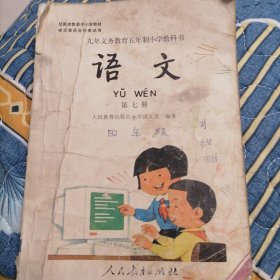 九年义务教育五年制小学教科书
语文
YǓ WÉN
第七册
人民教育出版社小学语文室 编著
四年级
甜
人民教育出版社